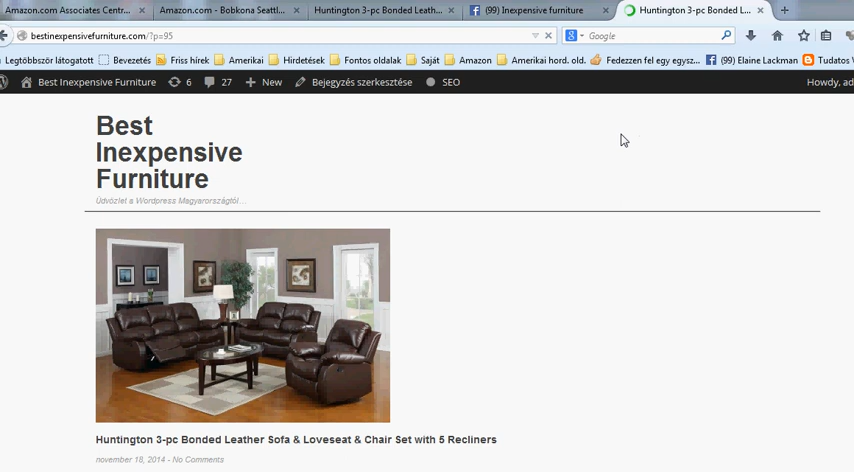 Amazon.com Associates Centr... × Amazon.com - Bobkona Seattl... × Huntington 3-pc Bonded Leath... × (99) Inexpensive furniture × Huntington 3-pc Bonded L... × +
bestinexpensivefurniture.com/?p=95 Google
Legtöbbször látogatott Bevezetés Friss hírek Amerikai Hirdetések Fontos oldalak Saját Amazon Amerikai hord. old. Fedezzen fel egy egysz... (99) Elaine Lackman Tudatos V
Best Inexpensive Furniture 6 27 + New Bejegyzés szerkesztése SEO Howdy, ad
Best
Inexpensive
Furniture
Üdvözlet a Wordpress Magyarországtól...
Huntington 3-pc Bonded Leather Sofa & Loveseat & Chair Set with 5 Recliners
november 18, 2014 - No Comments